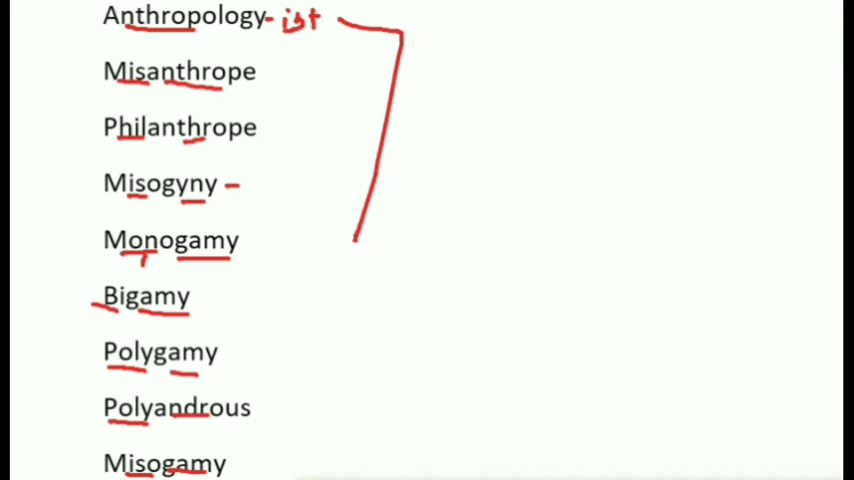 Anthropology-ist
Misanthrope
Philanthrope
Misogyny -
Monogamy
Bigamy
Polygamy
Polyandrous
Misogamy